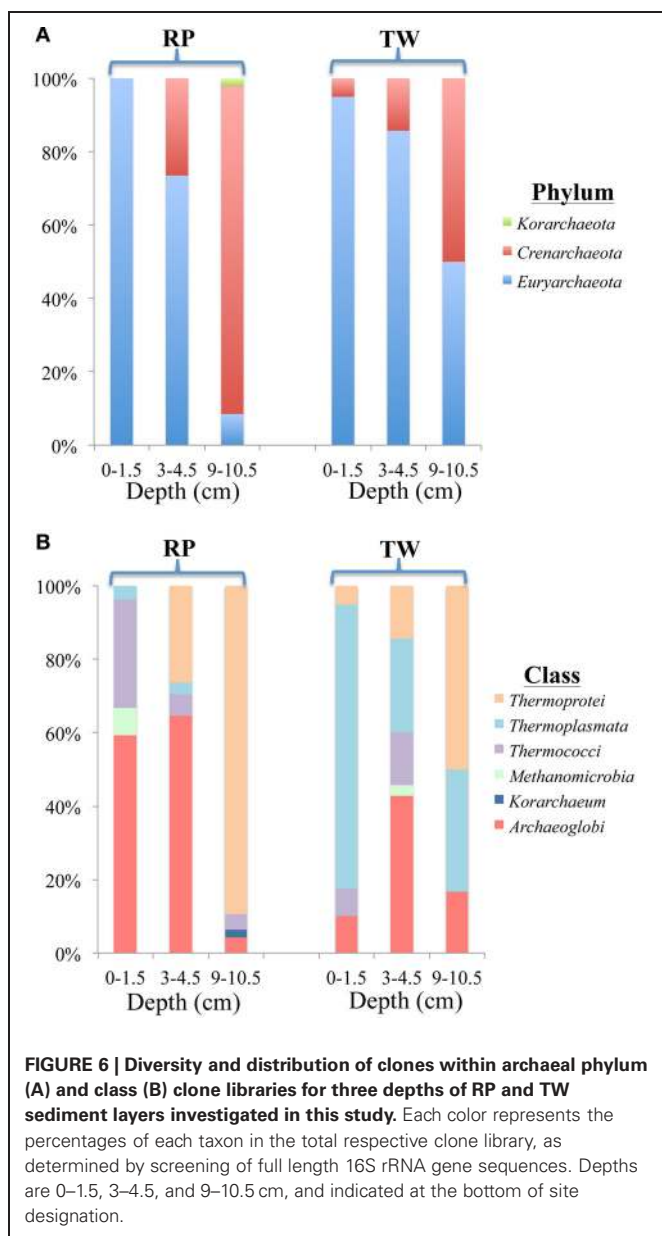 A
RP
TW
100%
80%
60%
40%
20%
0%
Phylum
Korarchaeota
Crenarchaeota
Euryarchaeota
0-1.5 3-4.5 9-10.5
Depth (cm)
0-1.5 3-4.5 9-10.5
Depth (cm)
B
RP
TW
100%
80%
60%
40%
20%
0%
Class
Thermoprotei
Thermoplasmata
Thermococci
Methanomicrobia
Korarchaeum
Archaeoglobi
0-1.5 3-4.5 9-10.5
Depth (cm)
0-1.5 3-4.5 9-10.5
Depth (cm)
FIGURE 6 | Diversity and distribution of clones within archaeal phylum
(A) and class (B) clone libraries for three depths of RP and TW
sediment layers investigated in this study. Each color represents the
percentages of each taxon in the total respective clone library, as
determined by screening of full length 16S rRNA gene sequences. Depths
are 0–1.5, 3–4.5, and 9–10.5 cm, and indicated at the bottom of site
designation.